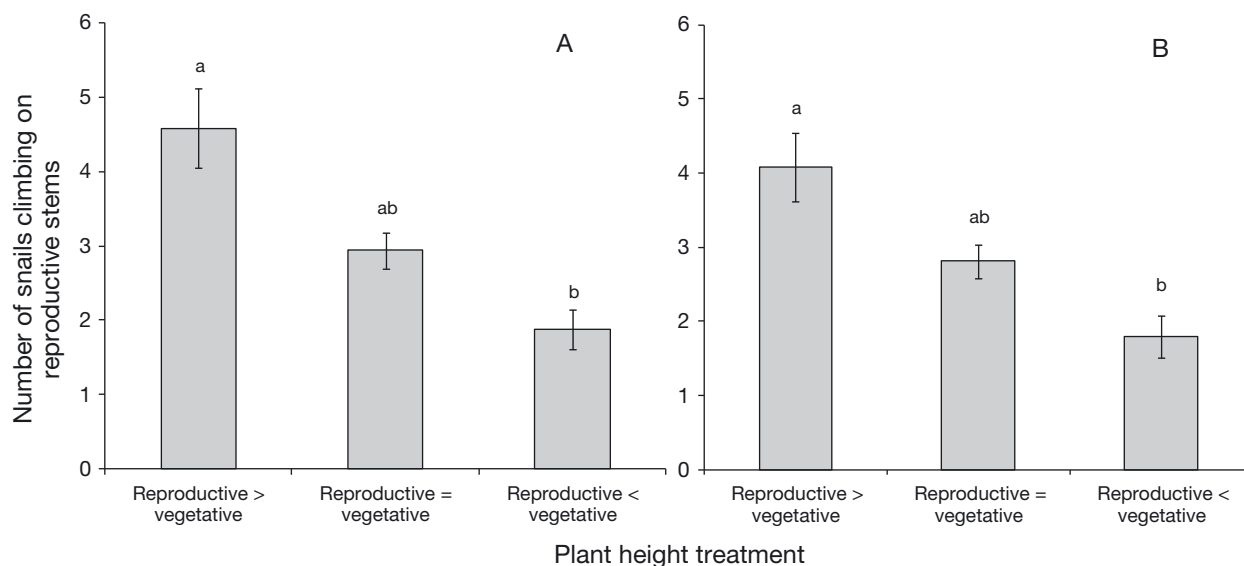 Number of snails climbing on
reproductive stems
6
5
4
3
2
1
0
A
a
ab
b
Reproductive >
vegetative
Reproductive =
vegetative
Reproductive <
vegetative
6
5
4
3
2
1
0
B
a
ab
b
Reproductive >
vegetative
Reproductive =
vegetative
Reproductive <
vegetative
Plant height treatment